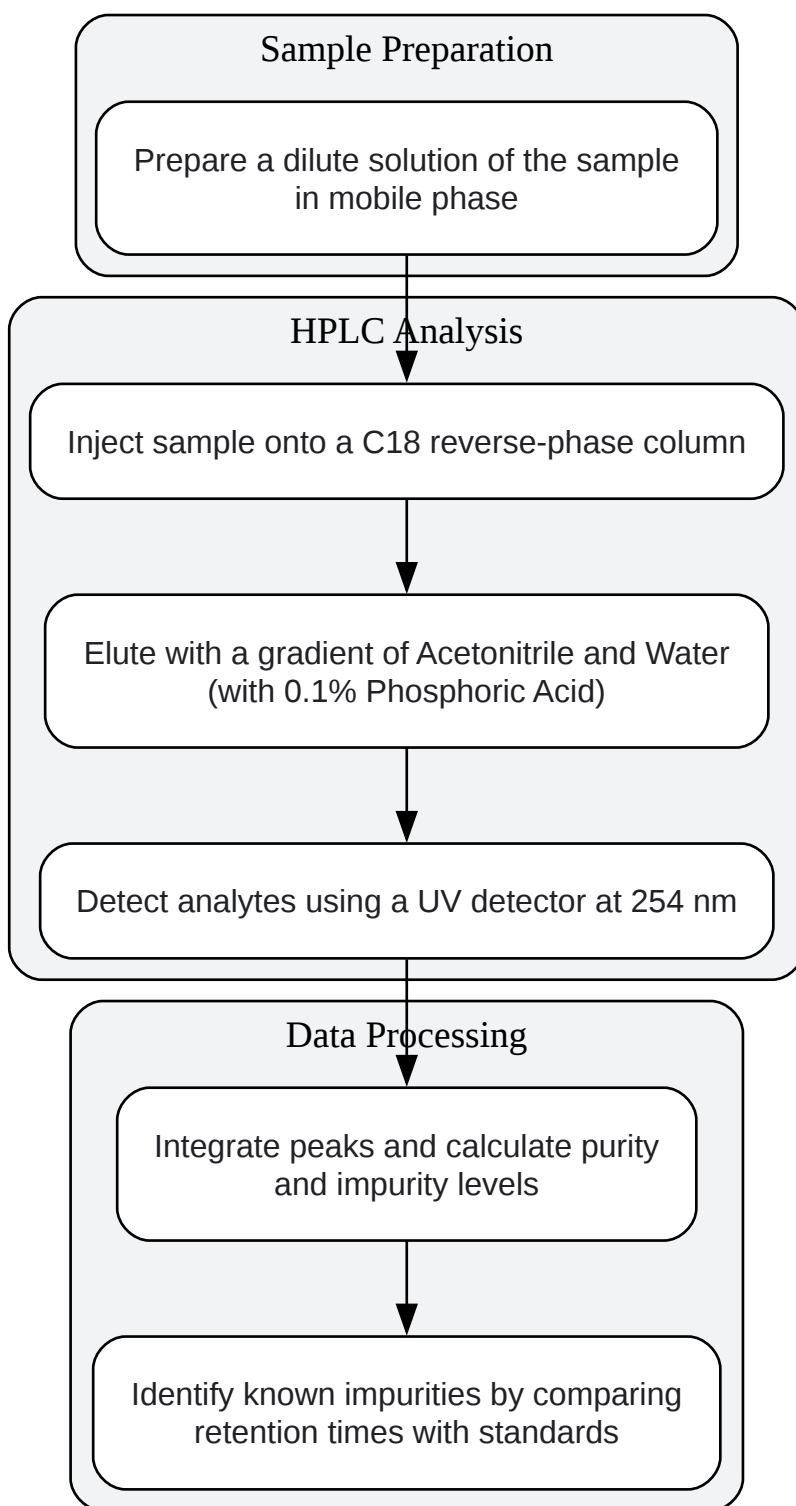 Sample Preparation
Prepare a dilute solution of the sample
in mobile phase
HPLC Analysis
Inject sample onto a C18 reverse-phase column
Elute with a gradient of Acetonitrile and Water
(with 0.1% Phosphoric Acid)
Detect analytes using a UV detector at 254 nm
Data Processing
Integrate peaks and calculate purity
and impurity levels
Identify known impurities by comparing
retention times with standards